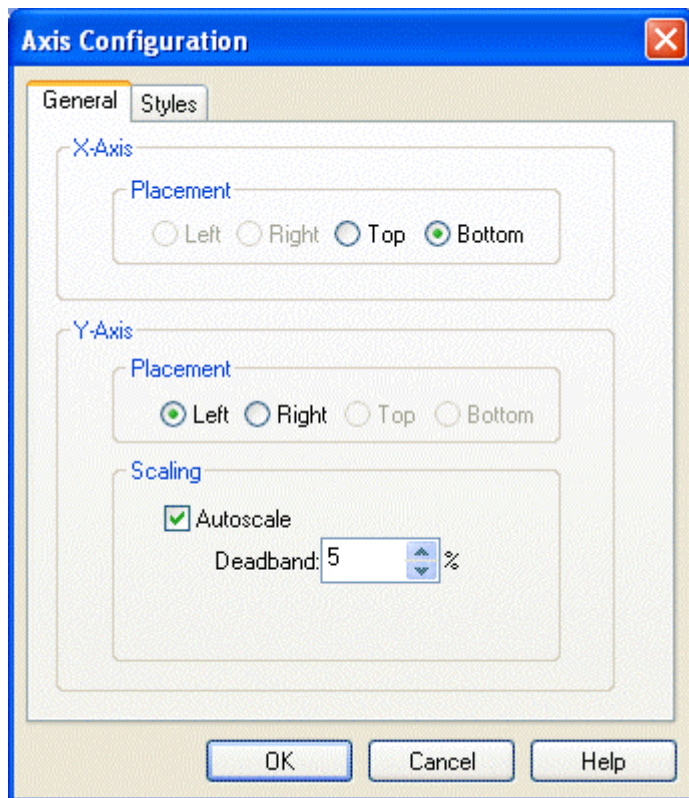 Axis Configuration
General Styles
X-Axis
Placement
Left Right Top Bottom
Y-Axis
Placement
Left Right Top Bottom
Scaling
Autoscale
Deadband: 5 %
OK Cancel Help